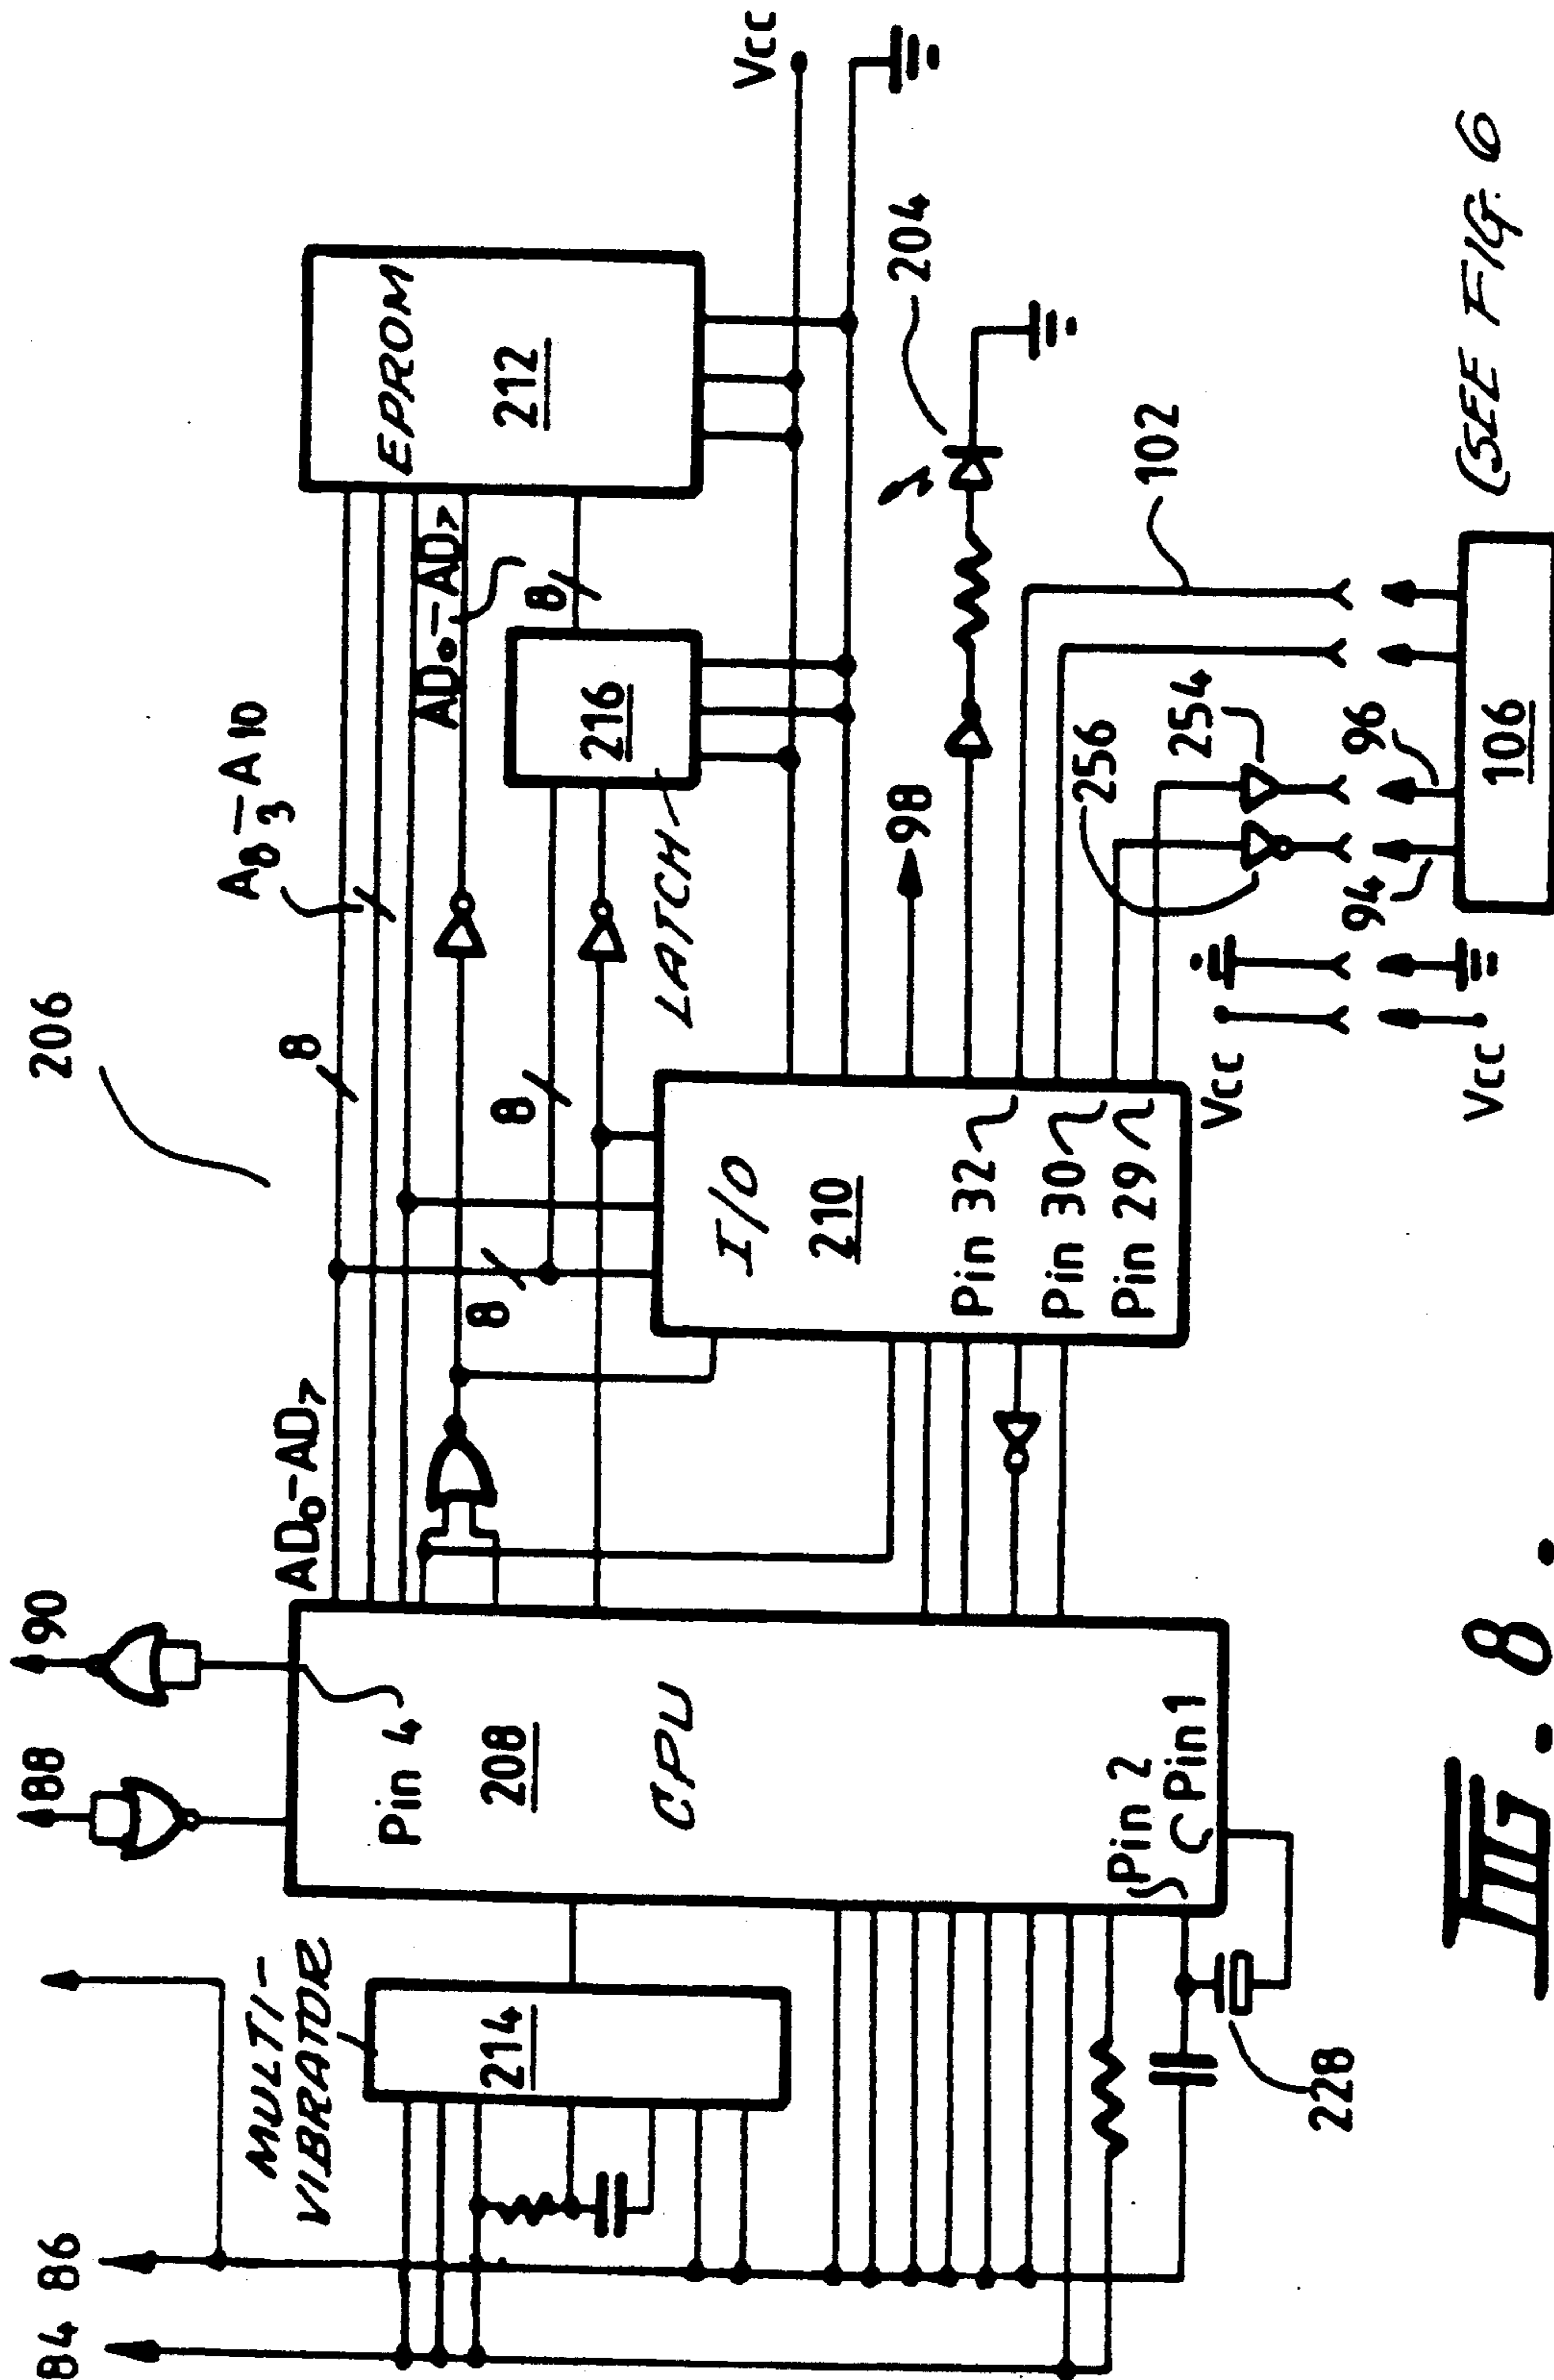 206
84
86
88
90
MULTI-
VIBRATOR
214
228
Pin 4
208
CPU
Pin 2
Pin 1
AD₀-AD₇
8
A8-A10
3
8
8
I/O
210
Pin 32
Pin 30
Pin 29
LATCH
216
8
AD₀-AD₇
EPROM
212
Vcc
98
204
102
256
254
94
96
106
Vcc
Vcc
(SEE FIG. 6
FIG. 8.